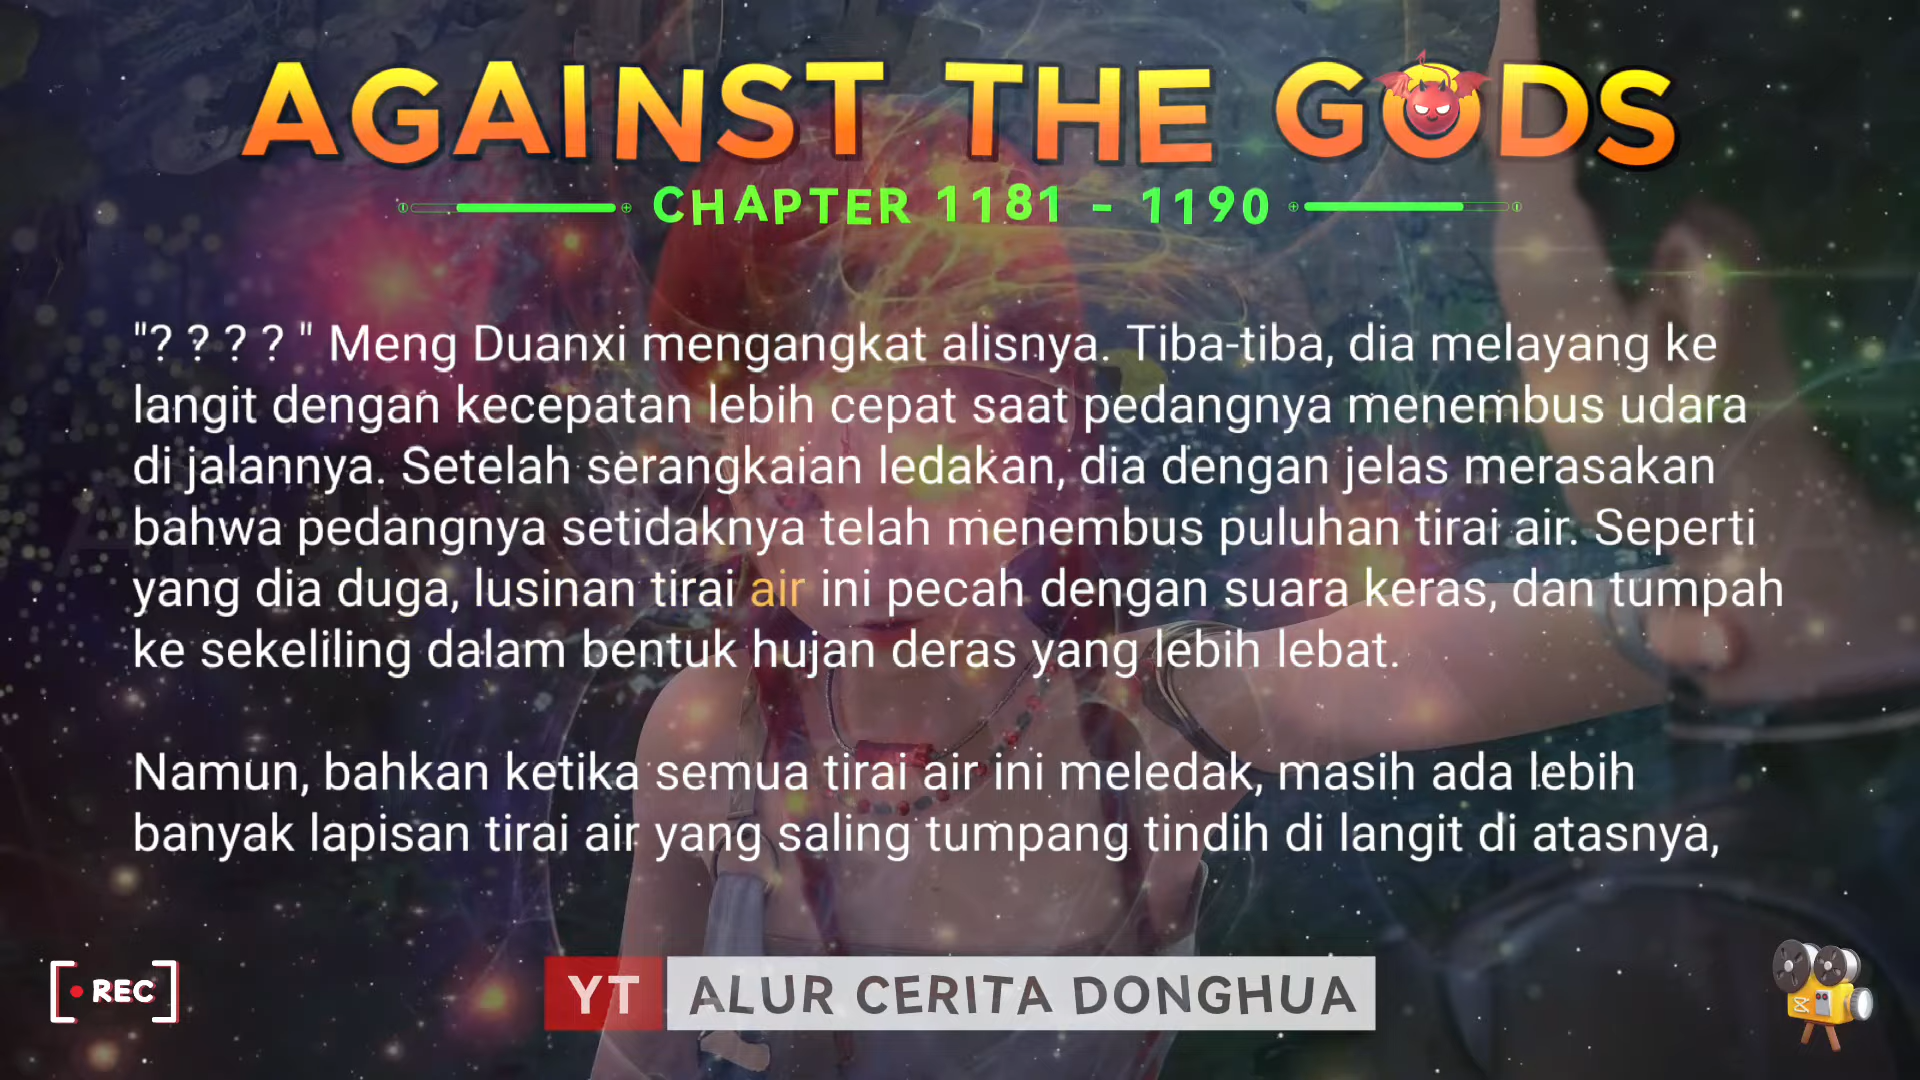 AGAINST THE GODS
CHAPTER 1181 - 1190
"? ? ? ? " Meng Duanxi mengangkat alisnya. Tiba-tiba, dia melayang ke
langit dengan kecepatan lebih cepat saat pedangnya menembus udara
di jalannya. Setelah serangkaian ledakan, dia dengan jelas merasakan
bahwa pedangnya setidaknya telah menembus puluhan tirai air. Seperti
yang dia duga, lusinan tirai air ini pecah dengan suara keras, dan tumpah
ke sekeliling dalam bentuk hujan deras yang lebih lebat.
Namun, bahkan ketika semua tirai air ini meledak, masih ada lebih
banyak lapisan tirai air yang saling tumpang tindih di langit di atasnya,
REC
YT ALUR CERITA DONGHUA